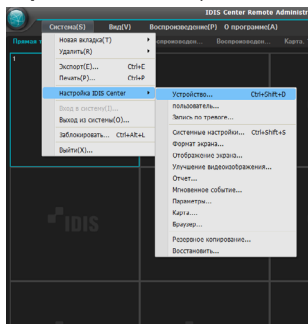 IDIS Center Remote Administr
Система(S) Вид(V) Воспроизведение(P) О программе(A)
Карта.
1
Новая вкладка(T)
Удалить(R)
Экспорт(E)... Ctrl+E
Печать(P)... Ctrl+P
Настройка IDIS Center
Вход в систему(I)...
Выход из системы(O)...
Заблокировать... Ctrl+Alt+L
Выйти(X)...
Устройство... Ctrl+Shift+D
пользователь...
Запись по тревоге...
Системные настройки... Ctrl+Shift+S
Формат экрана...
Отображение экрана...
Улучшение видеоизображения...
Отчет...
Мгновенное событие...
Параметры...
Карта....
Браузер...
Резервное копирование...
Восстановить...
IDIS